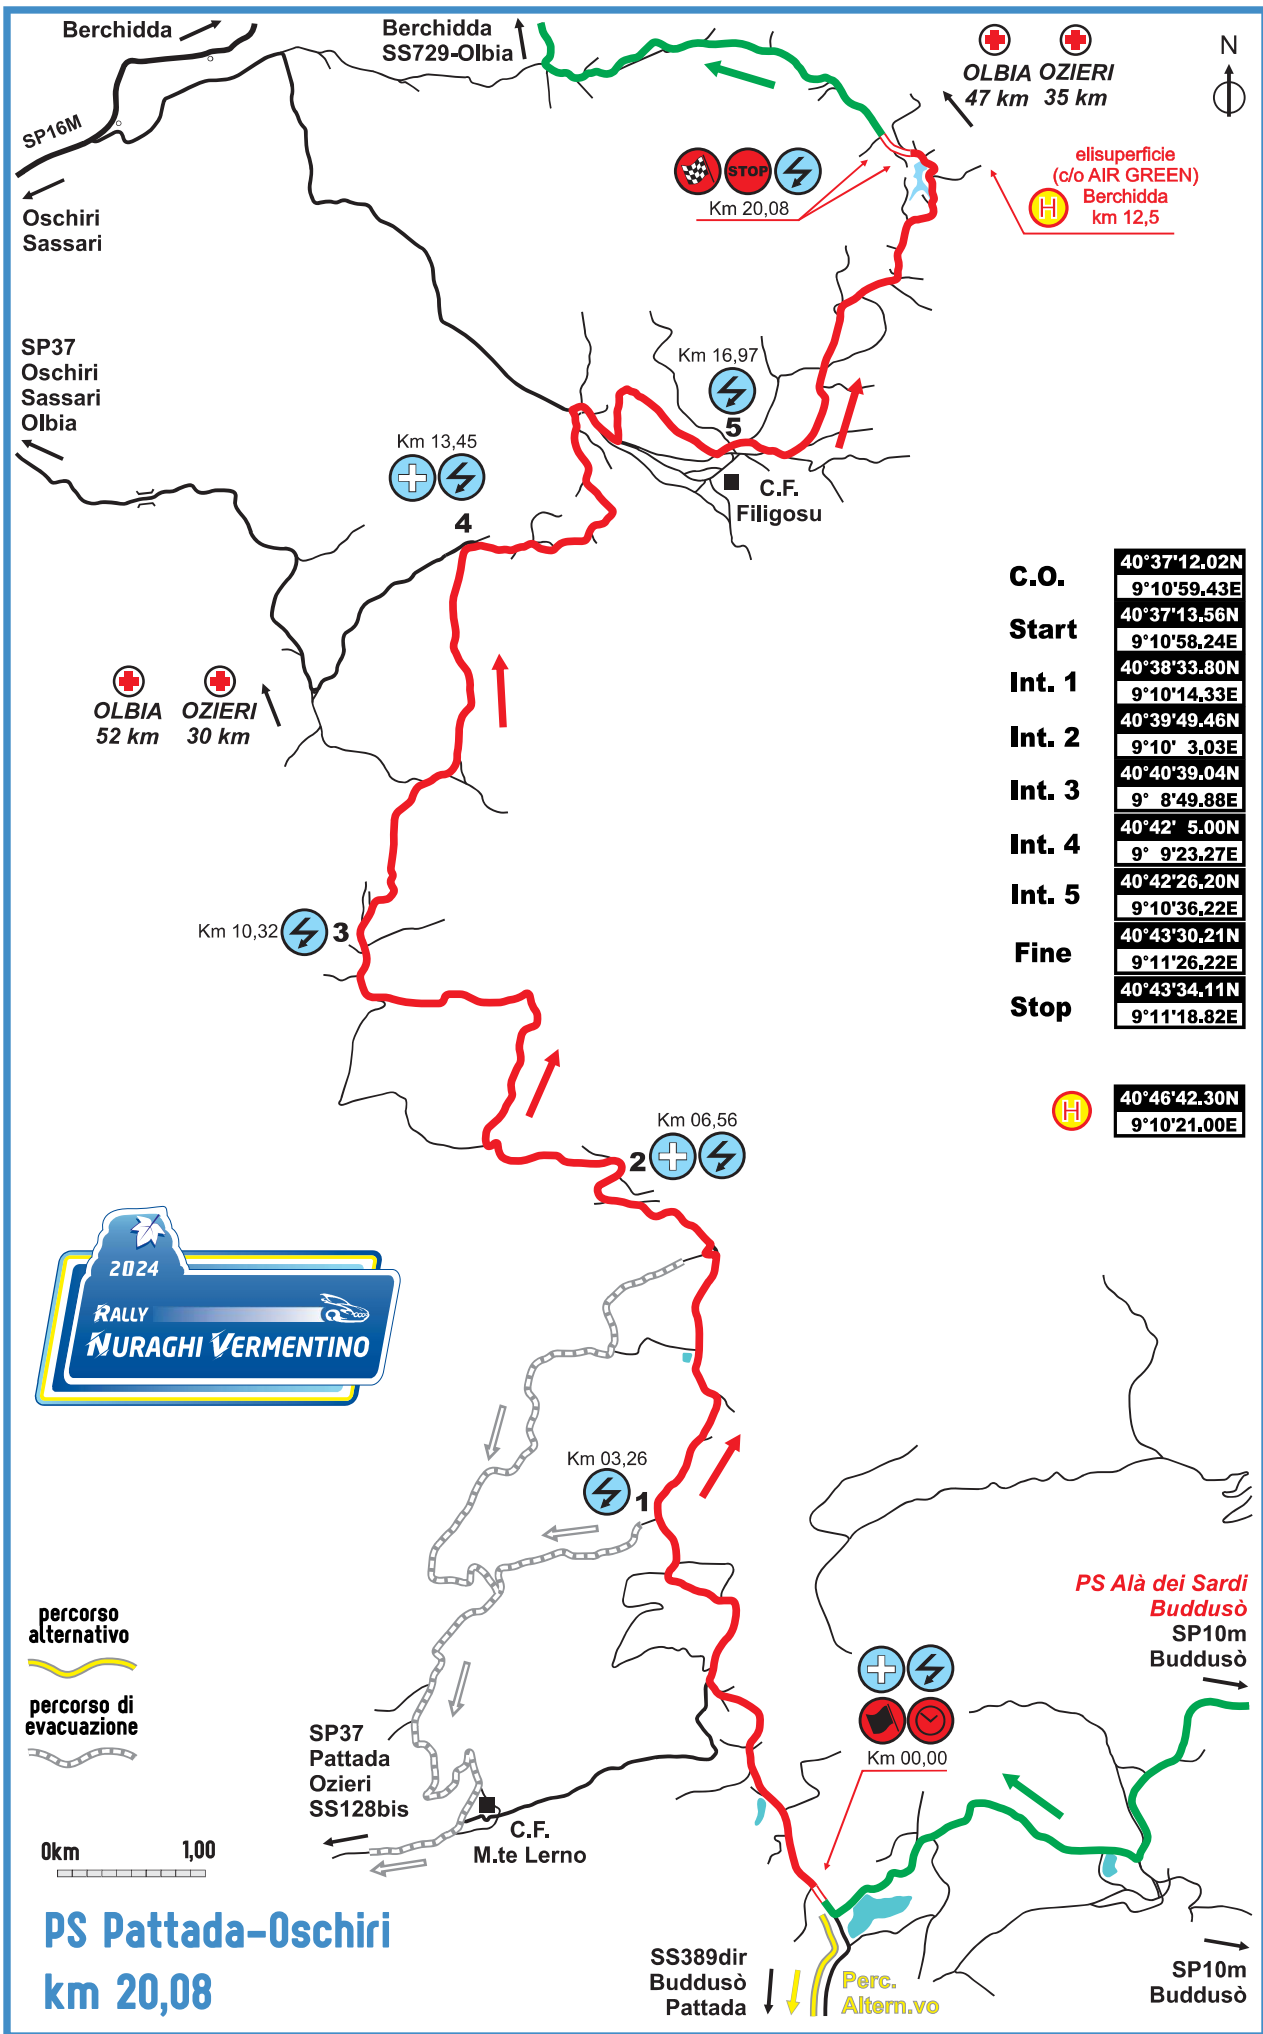 Berchidda
Berchidda
SS729-Olbia
OLBIA OZIERI
47 km 35 km
N
SP16M
Oschiri
Sassari
STOP
Km 20,08
elisuperficie
(c/o AIR GREEN)
Berchidda
km 12,5
H
SP37
Oschiri
Sassari
Olbia
Km 16,97
5
C.F.
Filigosu
Km 13,45
4
OLBIA OZIERI
52 km 30 km
C.O. 40°37'12.02N
9°10'59.43E
Start 40°37'13.56N
9°10'58.24E
Int. 1 40°38'33.80N
9°10'14.33E
Int. 2 40°39'49.46N
9°10' 3.03E
Int. 3 40°40'39.04N
9° 8'49.88E
Int. 4 40°42' 5.00N
9° 9'23.27E
Int. 5 40°42'26.20N
9°10'36.22E
Fine 40°43'30.21N
9°11'26.22E
Stop 40°43'34.11N
9°11'18.82E
H 40°46'42.30N
9°10'21.00E
Km 10,32
3
Km 06,56
2
2024
RALLY
NURAGHI VERMENTINO
Km 03,26
1
PS Alà dei Sardi
Buddusò
SP10m
Buddusò
percorso
alternativo
percorso di
evacuazione
Km 00,00
SP37
Pattada
Ozieri
SS128bis
C.F.
M.te Lerno
0km 1,00
PS Pattada-Oschiri
km 20,08
SS389dir
Buddusò
Pattada
Perc.
Altern.vo
SP10m
Buddusò